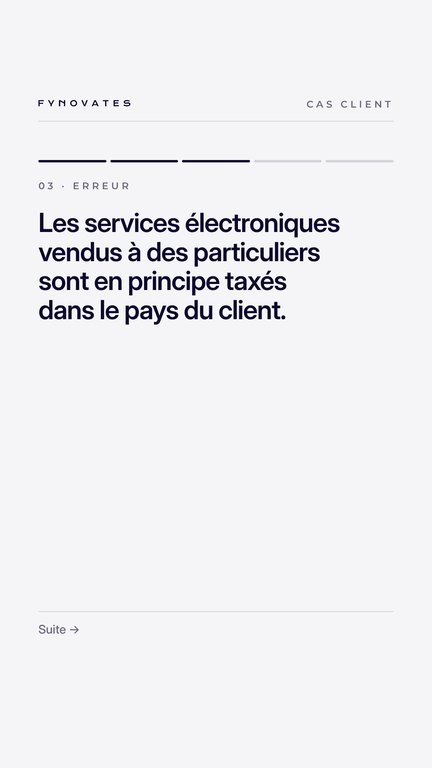 FYNOVATES
CAS CLIENT
03 · ERREUR
Les services électroniques
vendus à des particuliers
sont en principe taxés
dans le pays du client.
Suite →